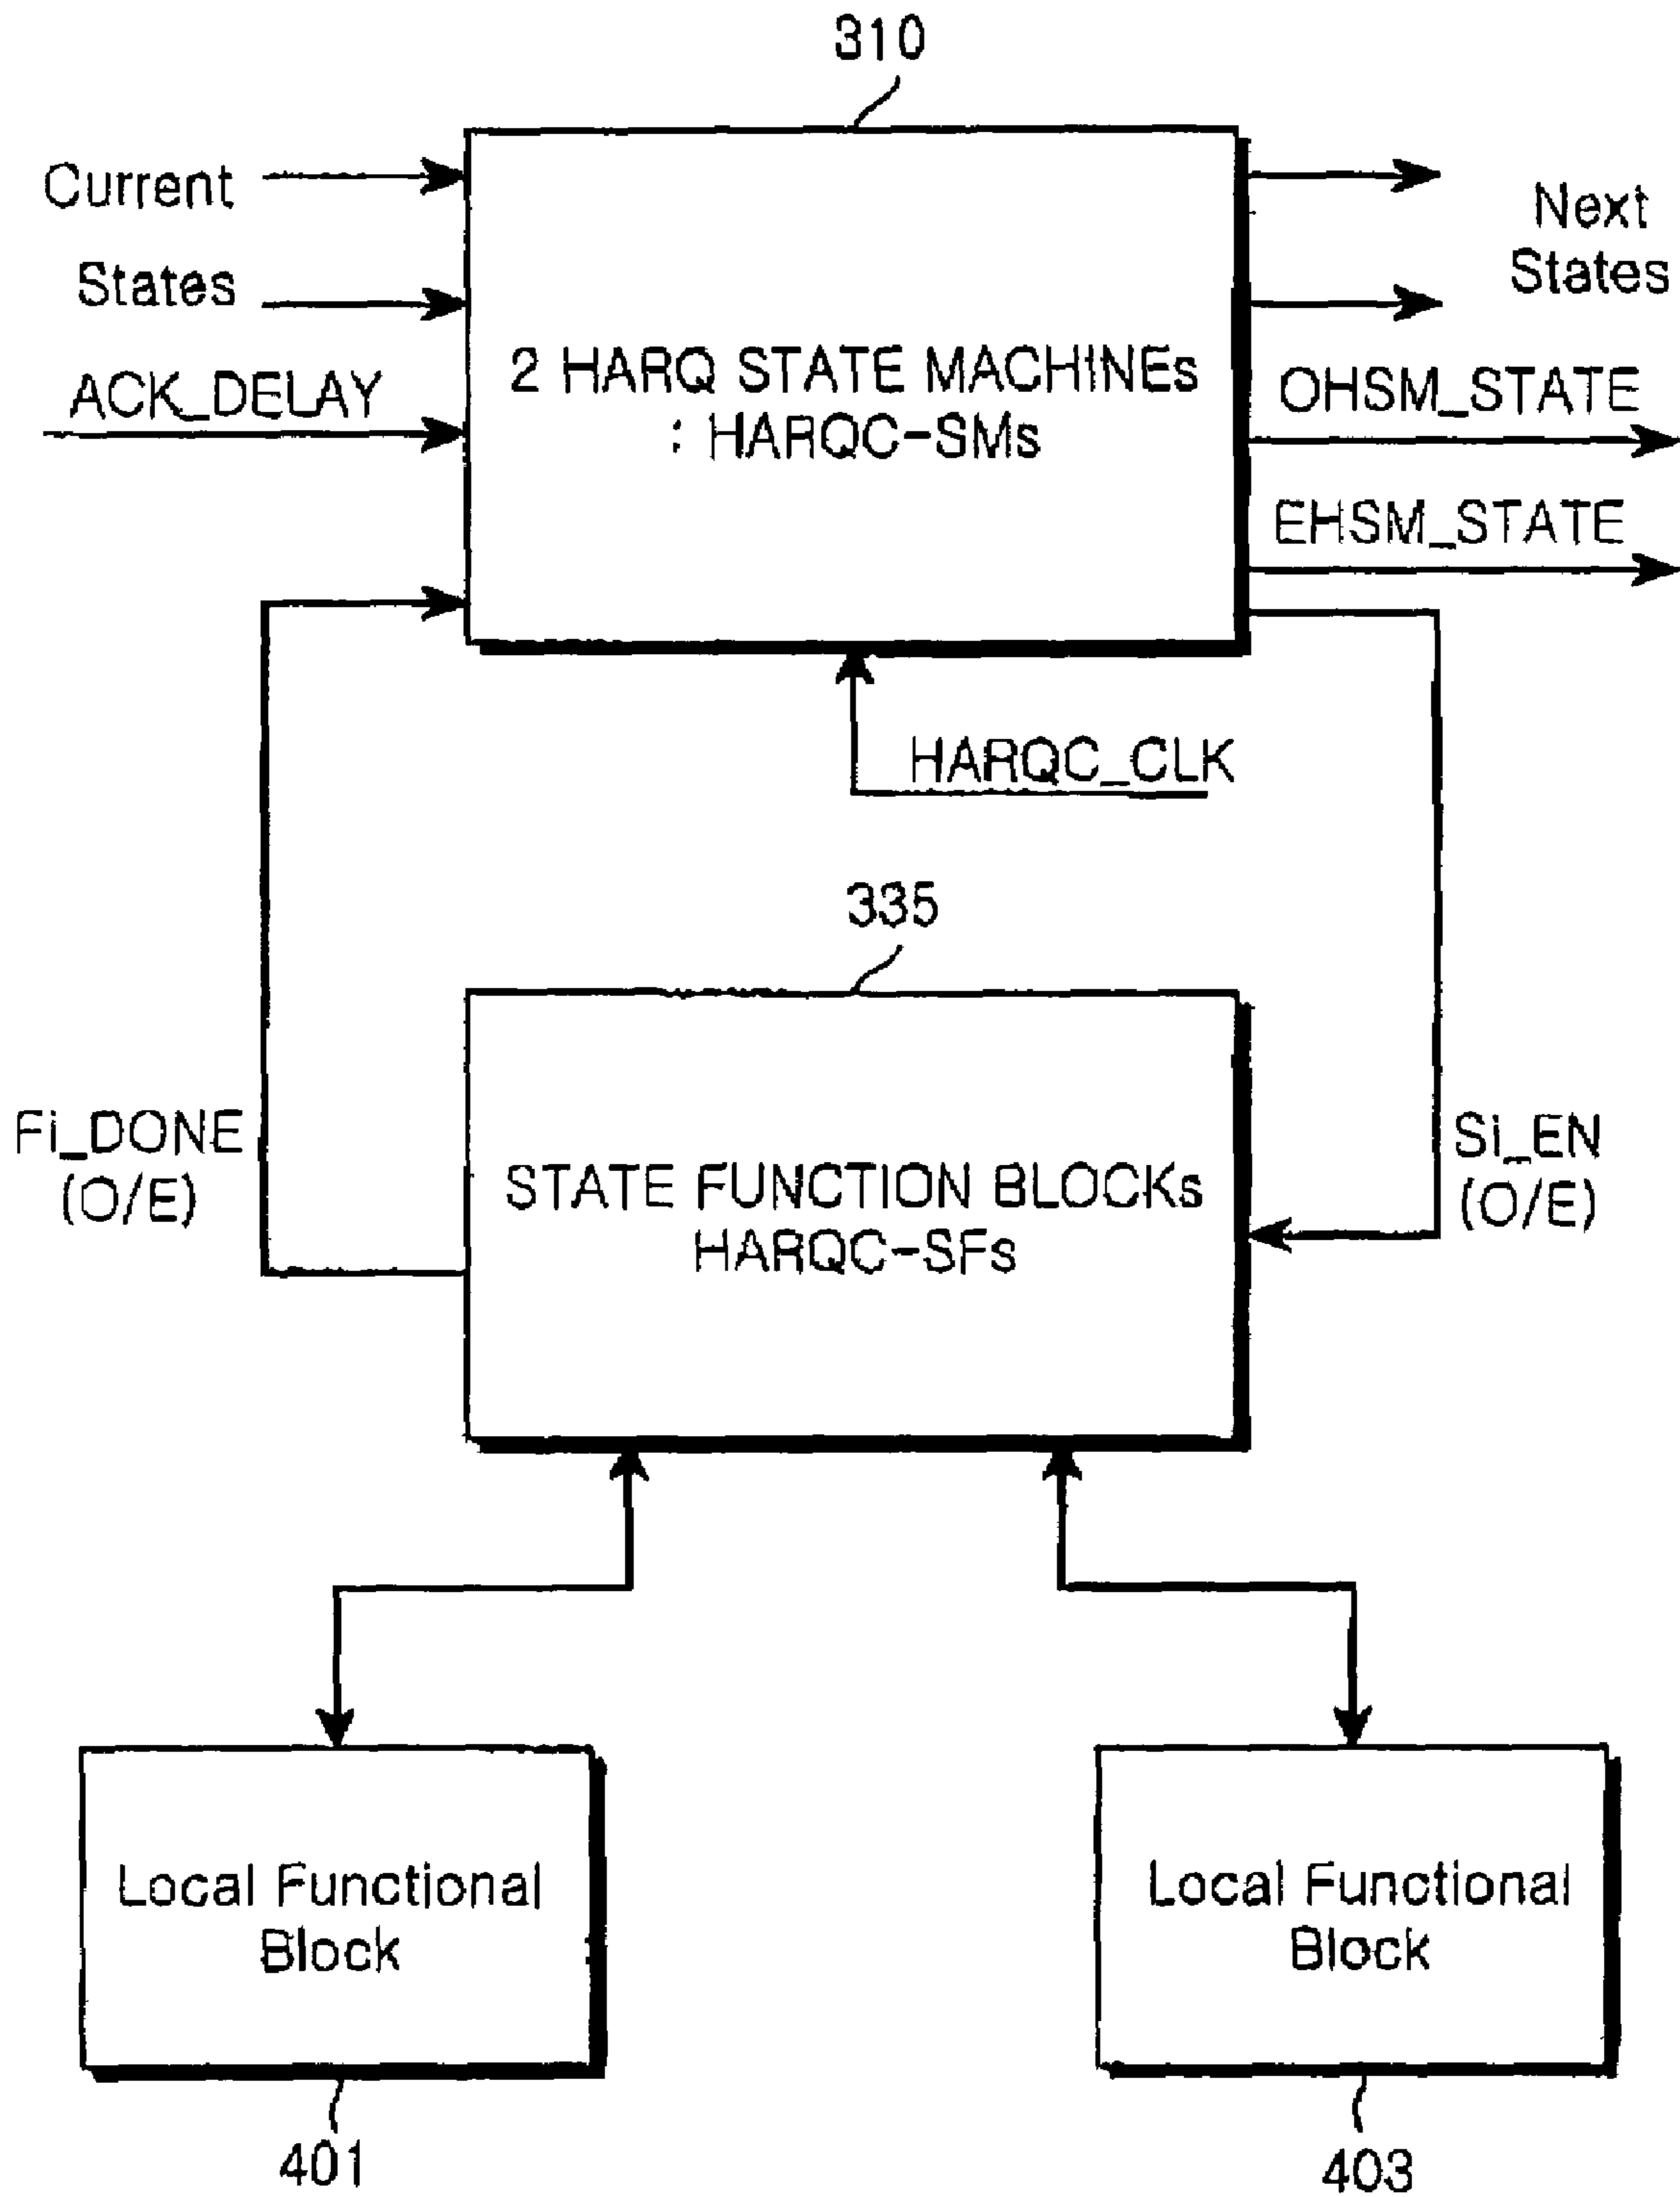 310
Current
States
Next
States
ACK_DELAY
2 HARQ STATE MACHINEs
: HARQC-SMs
OHSM_STATE
EHSM_STATE
HARQC_CLK
335
Fi_DONE
(O/E)
STATE FUNCTION BLOCKs
HARQC-SFs
Si_EN
(O/E)
Local Functional
Block
Local Functional
Block
401
403